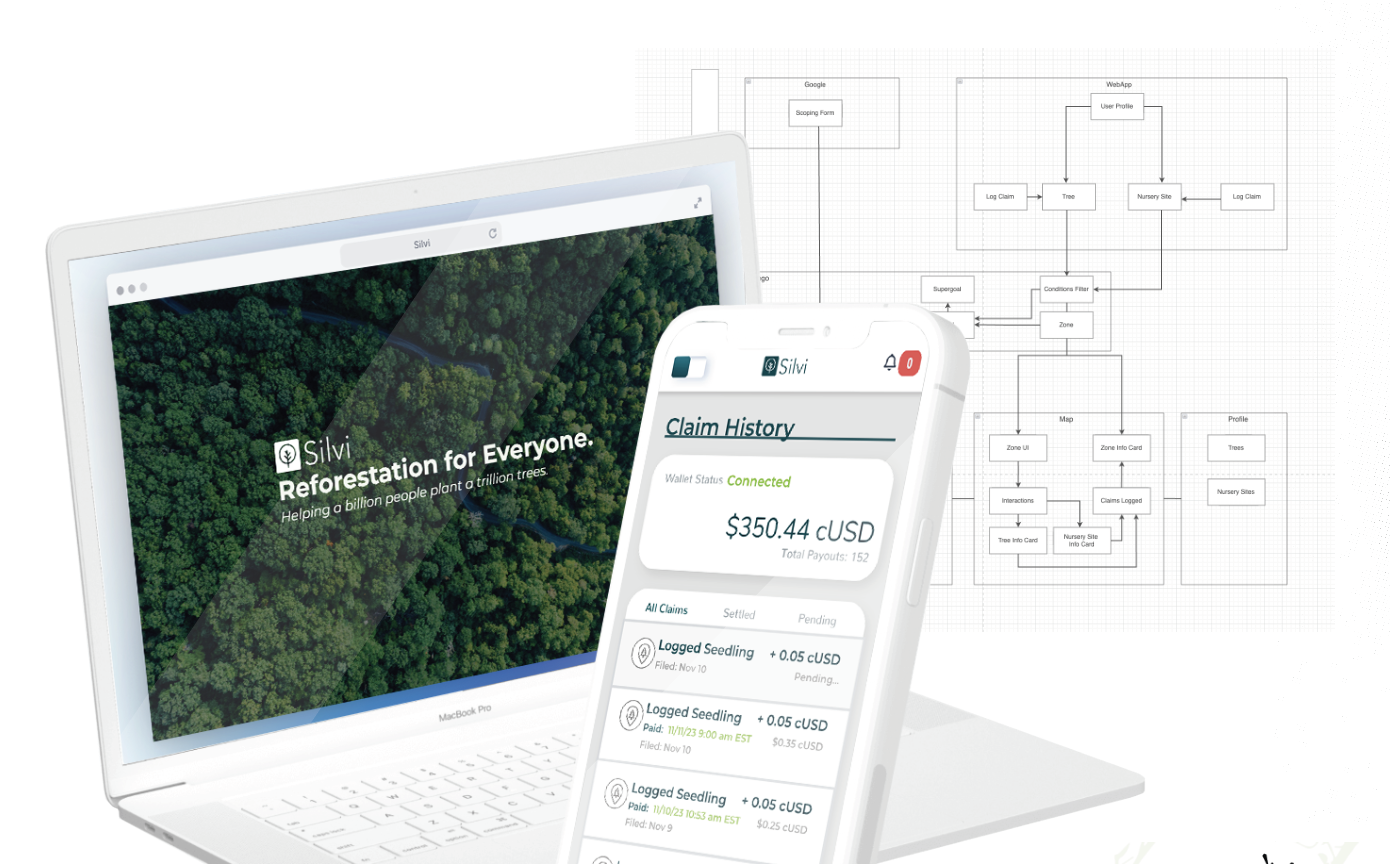 Google
Scoping Form
WebApp
User Profile
Log Claim
Tree
Nursery Site
Log Claim
Supergoal
Conditions Filter
Zone
Map
Zone UI
Zone Info Card
Interactions
Claims Logged
Tree Info Card
Nursery Site
Info Card
Profile
Trees
Nursery Sites
Silvi
Silvi
Reforestation for Everyone.
Helping a billion people plant a trillion trees.
MacBook Pro
Silvi
0
Claim History
Wallet Status Connected
$350.44 cUSD
Total Payouts: 152
All Claims Settled Pending
Logged Seedling + 0.05 cUSD
Filed: Nov 10 Pending...
Logged Seedling + 0.05 cUSD
Paid: 11/11/23 9:00 am EST $0.35 cUSD
Filed: Nov 10
Logged Seedling + 0.05 cUSD
Paid: 11/10/23 10:53 am EST $0.25 cUSD
Filed: Nov 9